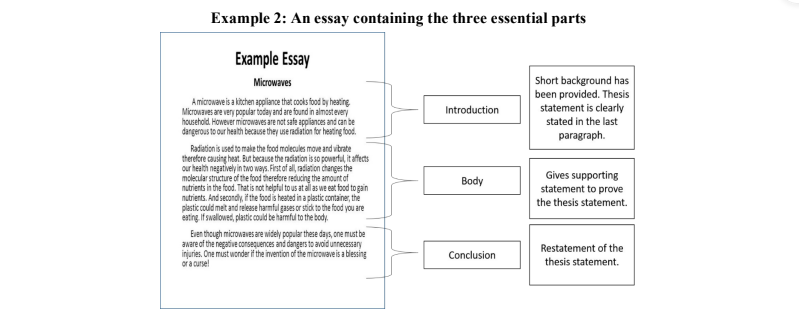 Example 2: An essay containing the three essential parts
Example Essay
Microwaves
A microwave is a kitchen appliance that cooks food by heating.
Microwaves are very popular today and are found in almost every
household. However microwaves are not safe appliances and can be
dangerous to our health because they use radiation for heating food.
Radiation is used to make the food molecules move and vibrate
therefore causing heat. But because the radiation is so powerful, it affects
our health negatively in two ways. First of all, radiation changes the
molecular structure of the food therefore reducing the amount of
nutrients in the food. That is not helpful to us at all as we eat food to gain
nutrients. And secondly, if the food is heated in a plastic container, the
plastic could melt and release harmful gases or stick to the food you are
eating. If swallowed, plastic could be harmful to the body.
Even though microwaves are widely popular these days, one must be
aware of the negative consequences and dangers to avoid unnecessary
injuries. One must wonder if the invention of the microwave is a blessing
or a curse!
Introduction
Short background has
been provided. Thesis
statement is clearly
stated in the last
paragraph.
Body
Gives supporting
statement to prove
the thesis statement.
Conclusion
Restatement of the
thesis statement.